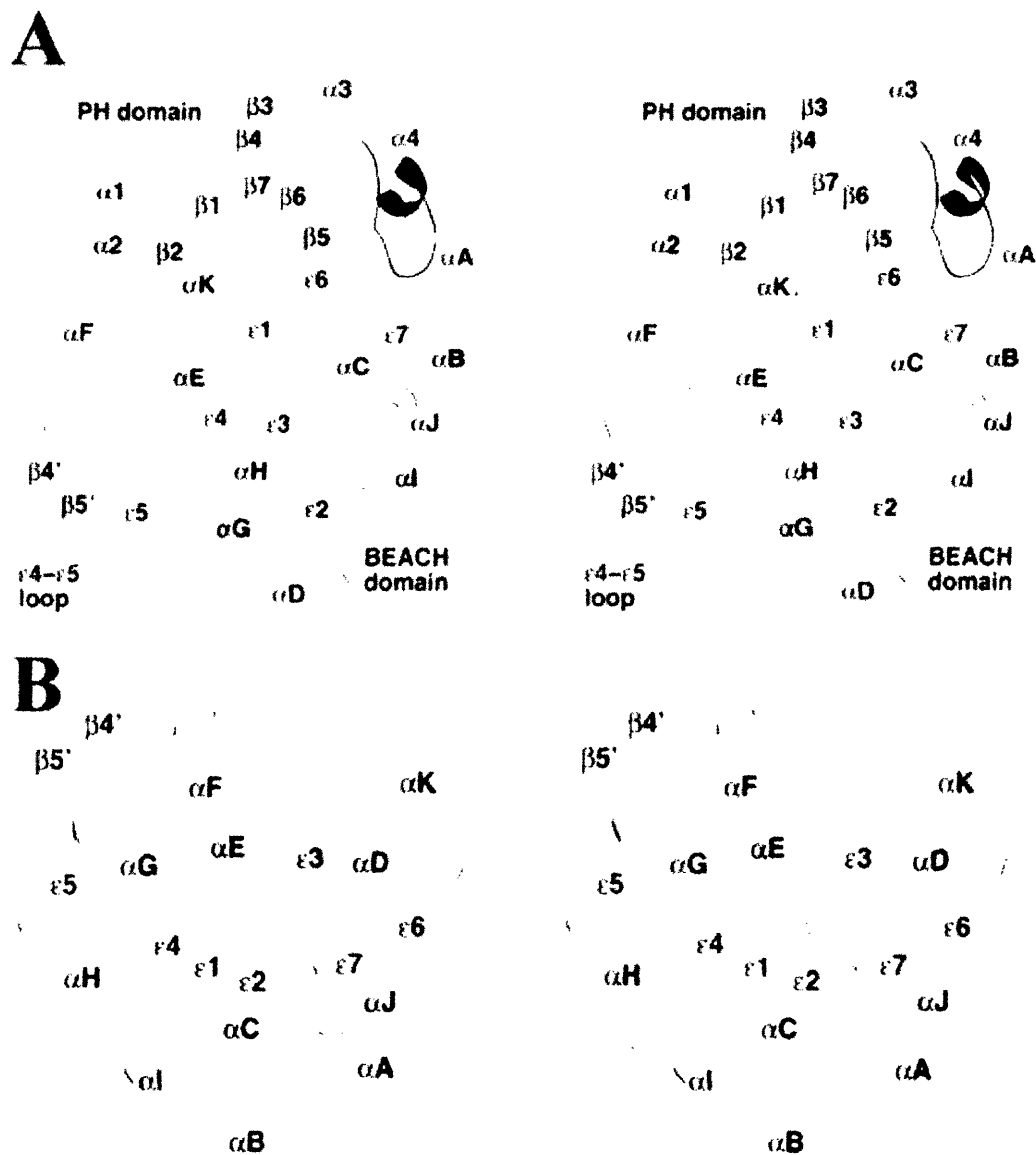 A
α3 α3
PH domain β3 PH domain β3
β4 α4 β4 α4
α1 β1 β7 β6 α1 β1 β7 β6
α2 β2 β5 αA α2 β2 β5 αA
αK ε6 αK ε6
αF ε1 ε7 αB αF ε1 ε7 αB
αE αC αE αC
ε4 ε3 αJ ε4 ε3 αJ
β4' αH αI β4' αH αI
β5' ε5 αG ε2 β5' ε5 αG ε2
ε4–ε5 BEACH ε4–ε5 BEACH
loop αD domain loop αD domain
B
β4' β4'
β5' β5'
αF αK αF αK
αG αE ε3 αD αG αE ε3 αD
ε5 ε5
ε4 ε6 ε4 ε6
αH ε1 ε2 ε7 αH ε1 ε2 ε7
αJ αJ
αC αC
αI αA αI αA
αB αB